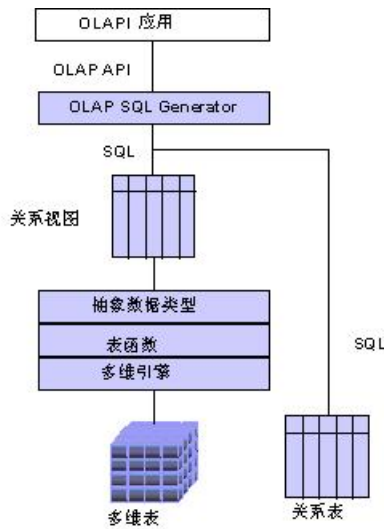 OLAPI 应用
OLAP API
OLAP SQL Generator
SQL
关系视图
抽象数据类型
表函数
多维引擎
SQL
多维表
关系表